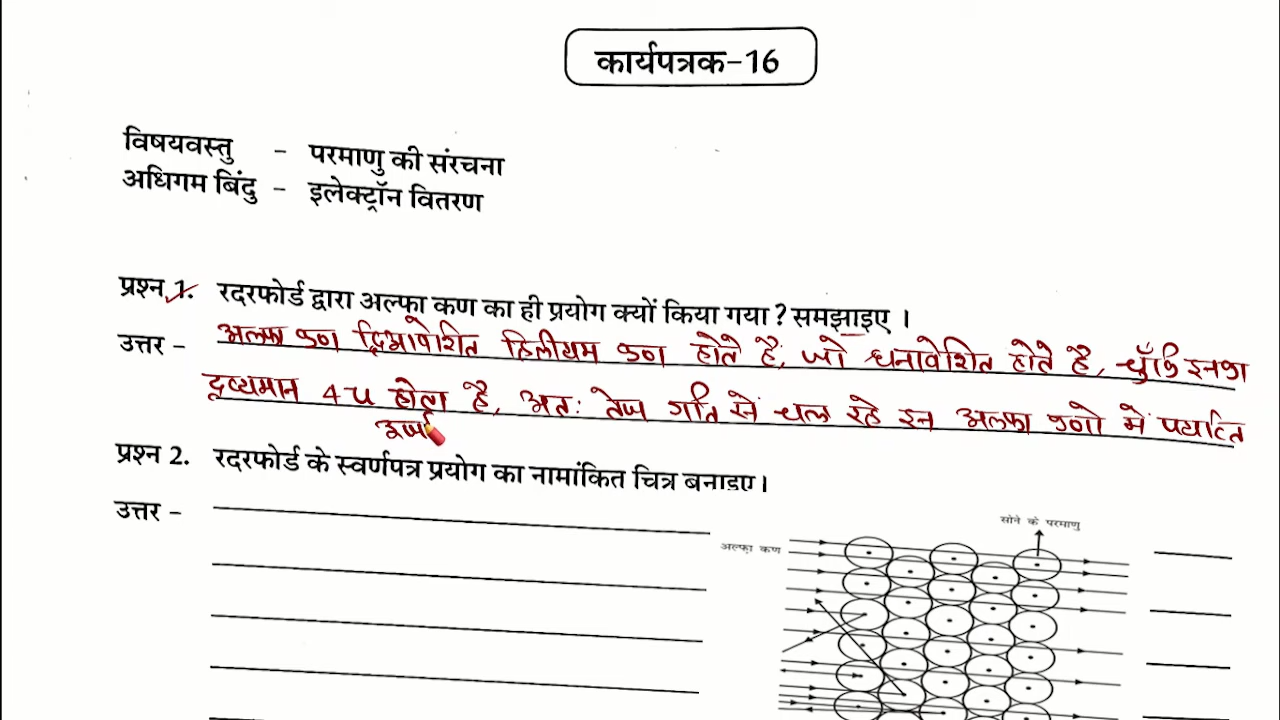 कार्यपत्रक-16
विषयवस्तु - परमाणु की संरचना
अधिगम बिंदु - इलेक्ट्रॉन वितरण
प्रश्न 1. रदरफोर्ड द्वारा अल्फा कण का ही प्रयोग क्यों किया गया? समझाइए ।
उत्तर - अल्फा कण द्विआवेशित हिलीयम कण होते हैं, जो धनावेशित होते है, चूँकि इनका
द्रव्यमान 4 u होता है, अतः तेज गति से चल रहे इन अल्फा कणो में पर्याप्त
ऊर्जा
प्रश्न 2. रदरफोर्ड के स्वर्णपत्र प्रयोग का नामांकित चित्र बनाइए।
उत्तर -
सोने के परमाणु
अल्फा कण